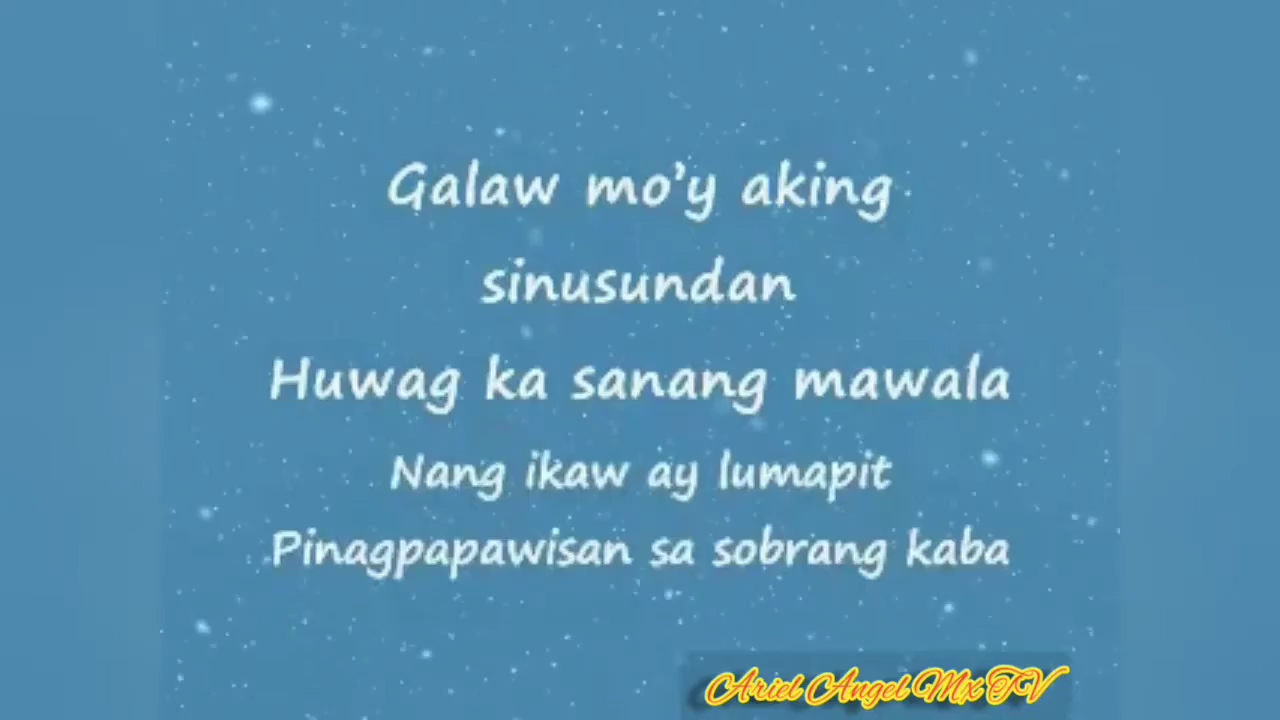 Galaw mo'y aking
sinusundan
Huwag ka sanang mawala
Nang ikaw ay lumapit
Pinagpapawisan sa sobrang kaba
Ariel Angel Mx TV